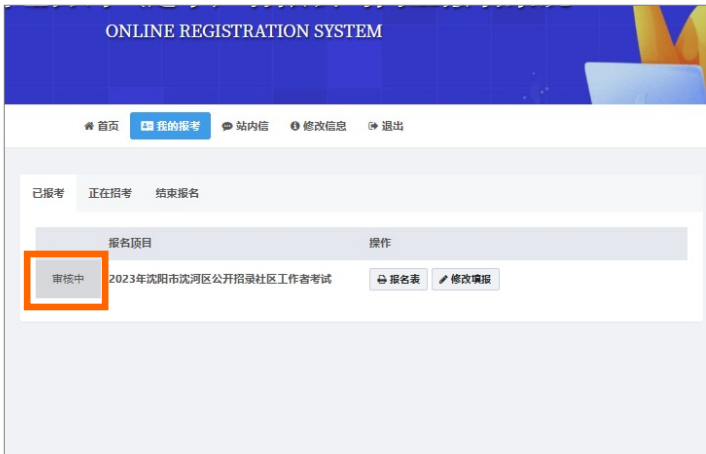 ONLINE REGISTRATION SYSTEM
首页 我的报考 站内信 修改信息 退出
已报考 正在招考 结束报名
报名项目 操作
审核中 2023年沈阳市沈河区公开招录社区工作者考试 报名表 修改填报